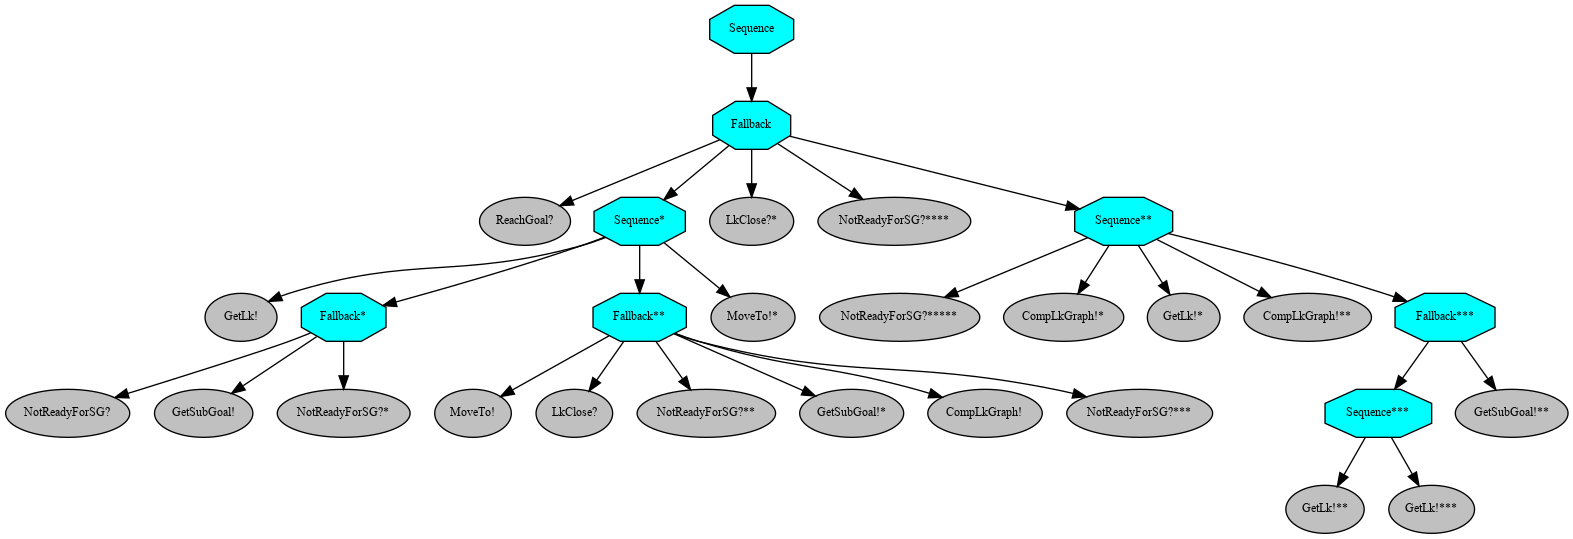 Sequence
Fallback
ReachGoal?
Sequence*
LkClose?*
NotReadyForSG?****
Sequence**
GetLk!
Fallback*
Fallback**
MoveTo!*
NotReadyForSG?*****
CompLkGraph!*
GetLk!*
CompLkGraph!**
Fallback***
NotReadyForSG?
GetSubGoal!
NotReadyForSG?*
MoveTo!
LkClose?
NotReadyForSG?**
GetSubGoal!*
CompLkGraph!
NotReadyForSG?***
Sequence***
GetSubGoal!**
GetLk!**
GetLk!***